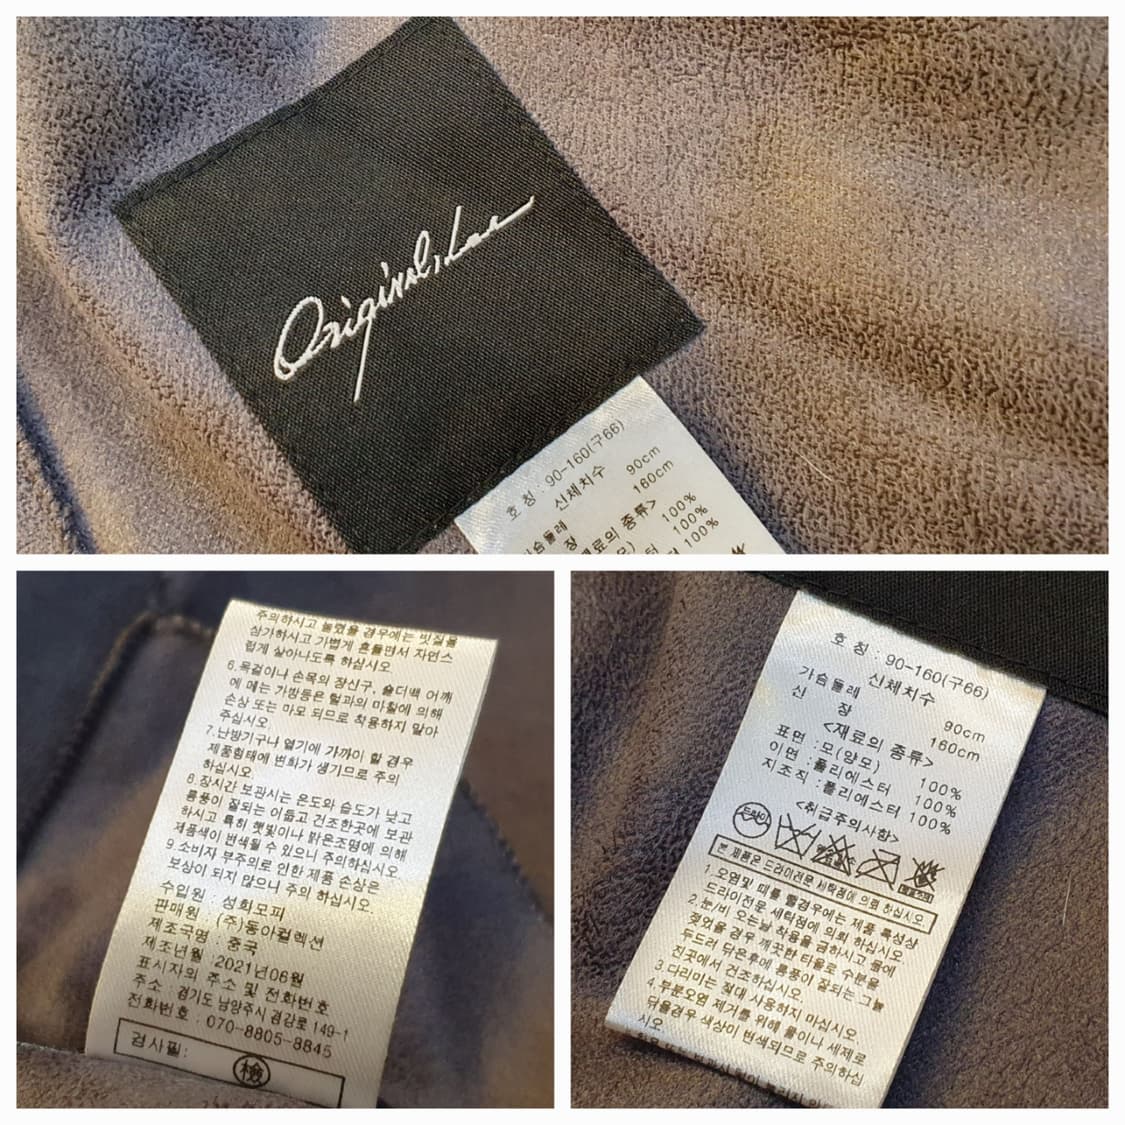 Original, Lee
호 칭 : 90-160(구66)
신체치수
가슴둘레 90cm
장 160cm
재료의 종류>
100%
100%
100%
주의하시고 눌렸을 경우에는 빗질을
삼가하시고 가볍게 흔들면서 자연스
럽게 살아나도록 하십시오
6.목걸이나 손목의 장신구, 숄더백 어깨
에 메는 가방등은 털과의 마찰에 의해
손상 또는 마모 되므로 착용하지 말아
주십시오.
7.난방기구나 열기에 가까이 할 경우
제품형태에 변화가 생기므로 주의
하십시오.
8.장시간 보관시는 온도와 습도가 낮고
통풍이 잘되는 어둡고 건조한곳에 보관
하시고 특히 햇빛이나 밝은조명에 의해
제품색이 변색될 수 있으니 주의하십시오
9.소비자 부주의로 인한 제품 손상은
보상이 되지 않으니 주의 하십시오.
수입원 : 성화모피
판매원 : (주)동아컬렉션
제조국명 : 중국
제조년월 : 2021년06월
표시자의 주소 및 전화번호
주소 : 경기도 남양주시 겸강로 149-1
전화번호 : 070-8805-8845
검사필: 檢
호 칭 : 90-160(구66)
신체치수
가슴둘레 90cm
신 장 160cm
<재료의 종류>
표면 :모(양모) 100%
이면 :폴리에스터 100%
지조직 :폴리에스터 100%
<취급주의사항>
드라이
본 제품은 드라이전문 세탁점에 의뢰 하십시오
1.오염및 때를 뺄경우에는 제품 특성상
드라이전문 세탁점에 의뢰 하십시오
2.눈/비 오는날 착용을 금하시고 물에
젖었을 경우 깨끗한 타올로 수분을
두드려 닦은후에 통풍이 잘되는 그늘
진곳에서 건조하십시오.
3.다리미는 절대 사용하지 마십시오.
4.부분오염 제거를 위해 물이나 세제로
닦을경우 색상이 변색되므로 주의하십
시오